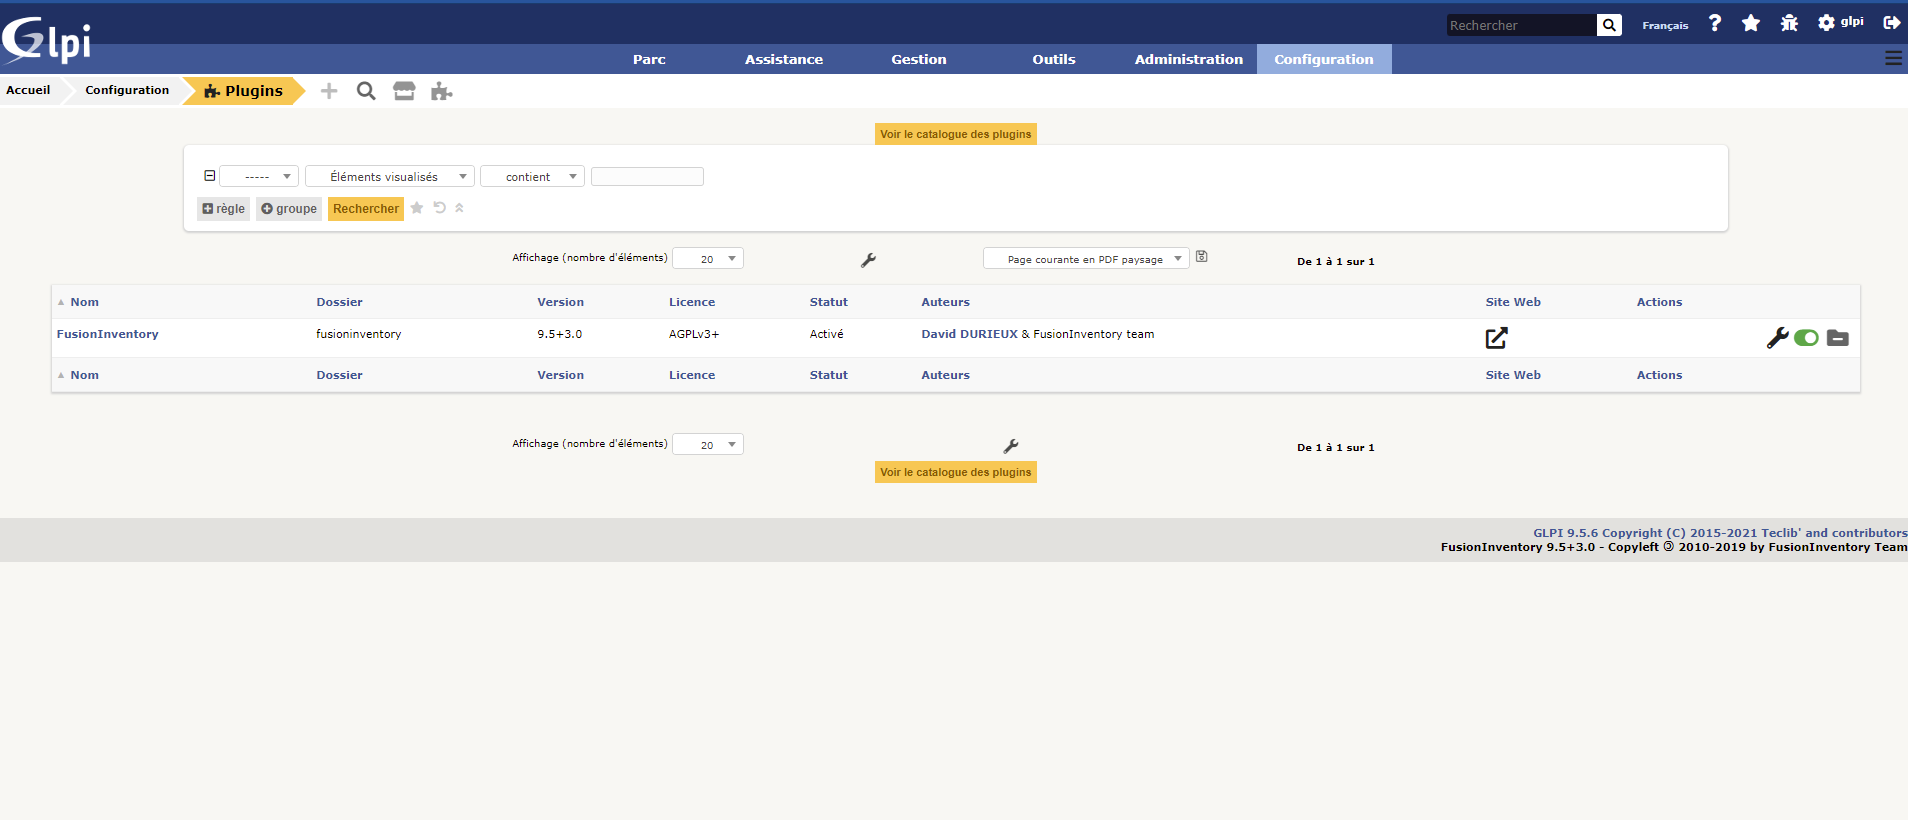 Glpi
Rechercher
Français
glpi
Parc
Assistance
Gestion
Outils
Administration
Configuration
Accueil
Configuration
Plugins
Voir le catalogue des plugins
-----
Éléments visualisés
contient
règle
groupe
Rechercher
Affichage (nombre d'éléments)
20
Page courante en PDF paysage
De 1 à 1 sur 1
Nom Dossier Version Licence Statut Auteurs Site Web Actions
FusionInventory fusioninventory 9.5+3.0 AGPLv3+ Activé David DURIEUX & FusionInventory team
Nom Dossier Version Licence Statut Auteurs Site Web Actions
Affichage (nombre d'éléments)
20
De 1 à 1 sur 1
Voir le catalogue des plugins
GLPI 9.5.6 Copyright (C) 2015-2021 Teclib' and contributors
FusionInventory 9.5+3.0 - Copyleft 🄯 2010-2019 by FusionInventory Team